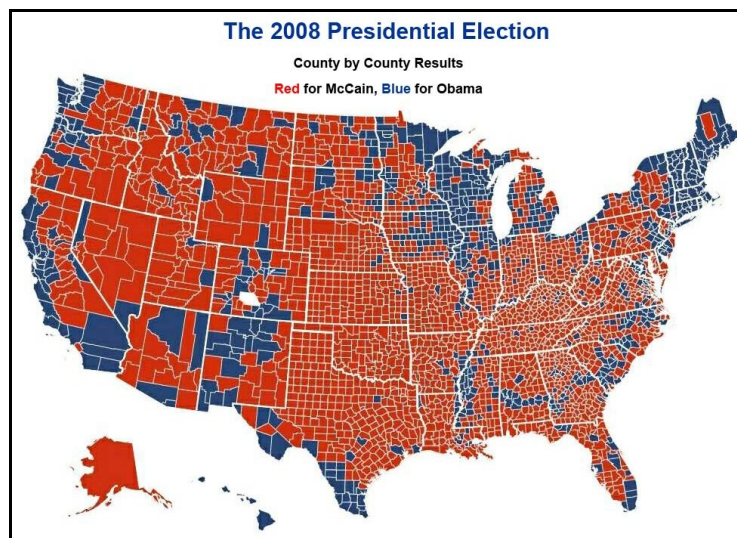 The 2008 Presidential Election
County by County Results
Red for McCain, Blue for Obama